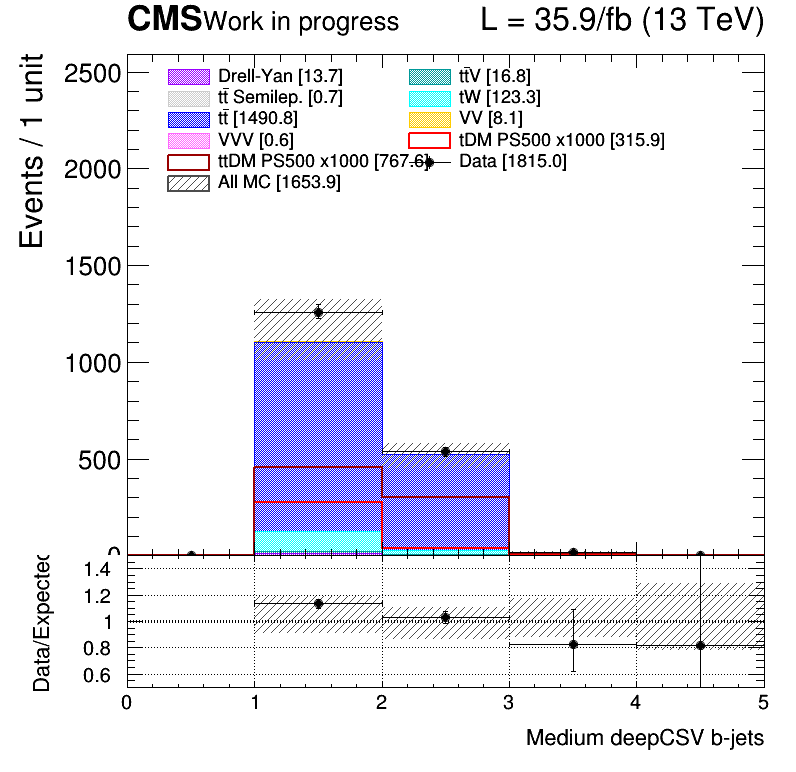 CMS Work in progress L = 35.9/fb (13 TeV)
Events / 1 unit
2500
2000
1500
1000
500
0
Drell-Yan [13.7] tt̄V [16.8]
tt̄ Semilep. [0.7] tW [123.3]
tt̄ [1490.8] VV [8.1]
VVV [0.6] tDM PS500 x1000 [315.9]
ttDM PS500 x1000 [767.6] Data [1815.0]
All MC [1653.9]
Data/Expected
1.4
1.2
1
0.8
0.6
0 1 2 3 4 5
Medium deepCSV b-jets